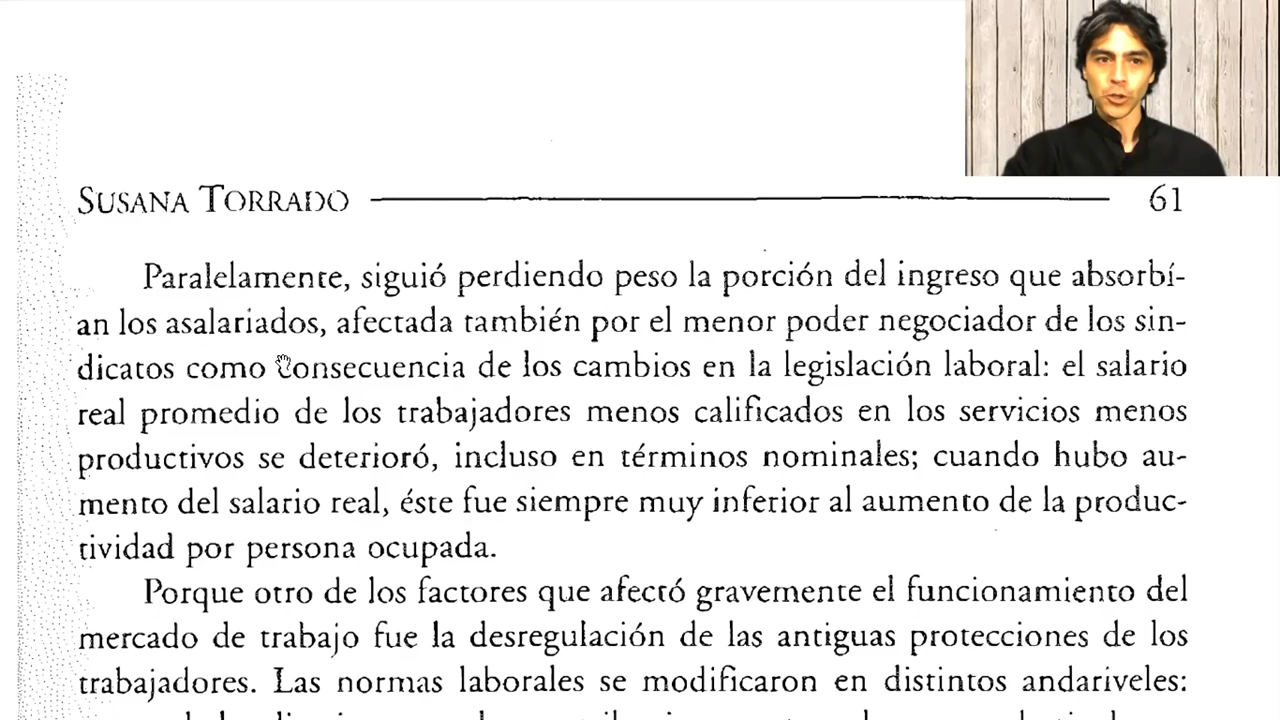 SUSANA TORRADO 61
Paralelamente, siguió perdiendo peso la porción del ingreso que absorbí-
an los asalariados, afectada también por el menor poder negociador de los sin-
dicatos como consecuencia de los cambios en la legislación laboral: el salario
real promedio de los trabajadores menos calificados en los servicios menos
productivos se deterioró, incluso en términos nominales; cuando hubo au-
mento del salario real, éste fue siempre muy inferior al aumento de la produc-
tividad por persona ocupada.
Porque otro de los factores que afectó gravemente el funcionamiento del
mercado de trabajo fue la desregulación de las antiguas protecciones de los
trabajadores. Las normas laborales se modificaron en distintos andariveles: